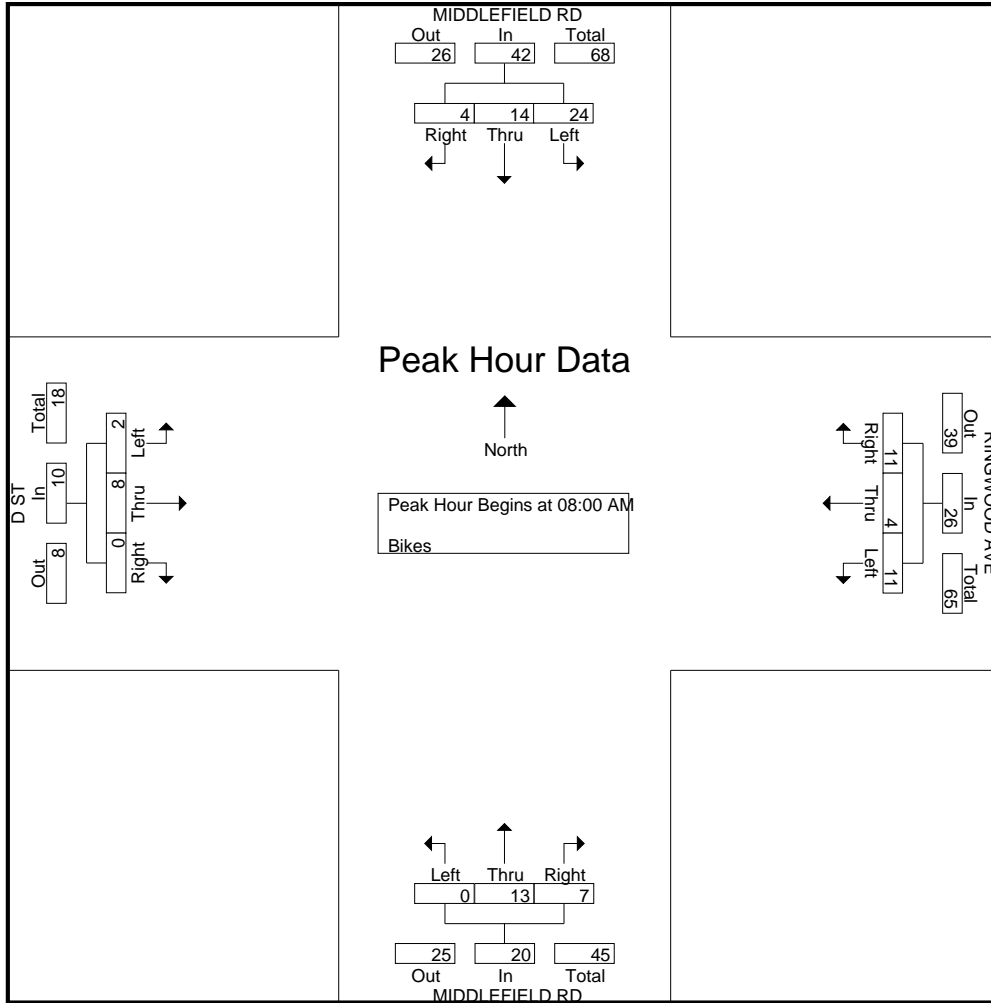 MIDDLEFIELD RD
Out In Total
26 42 68
4 14 24
Right Thru Left
Peak Hour Data
North
Peak Hour Begins at 08:00 AM
Bikes
D ST
Total In Out
18 10 8
2 8 0
Left Thru Right
RINGWOOD AVE
Out In Total
39 26 65
11 4 11
Right Thru Left
Left Thru Right
0 13 7
25 20 45
Out In Total
MIDDLEFIELD RD